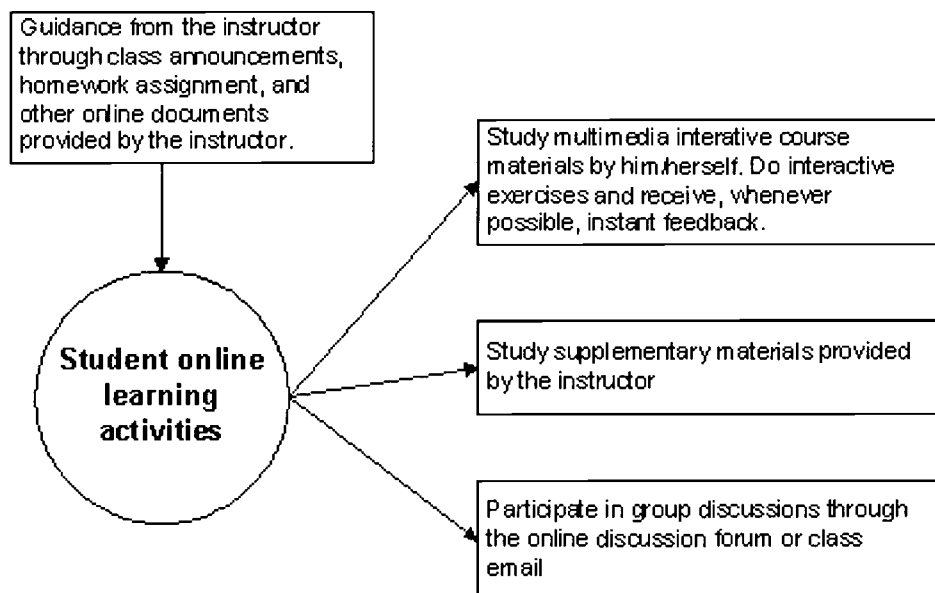 Guidance from the instructor
through class announcements,
homework assignment, and
other online documents
provided by the instructor.
Study multimedia interative course
materials by him/herself. Do interactive
exercises and receive, whenever
possible, instant feedback.
Student online
learning
activities
Study supplementary materials provided
by the instructor
Participate in group discussions through
the online discussion forum or class
email